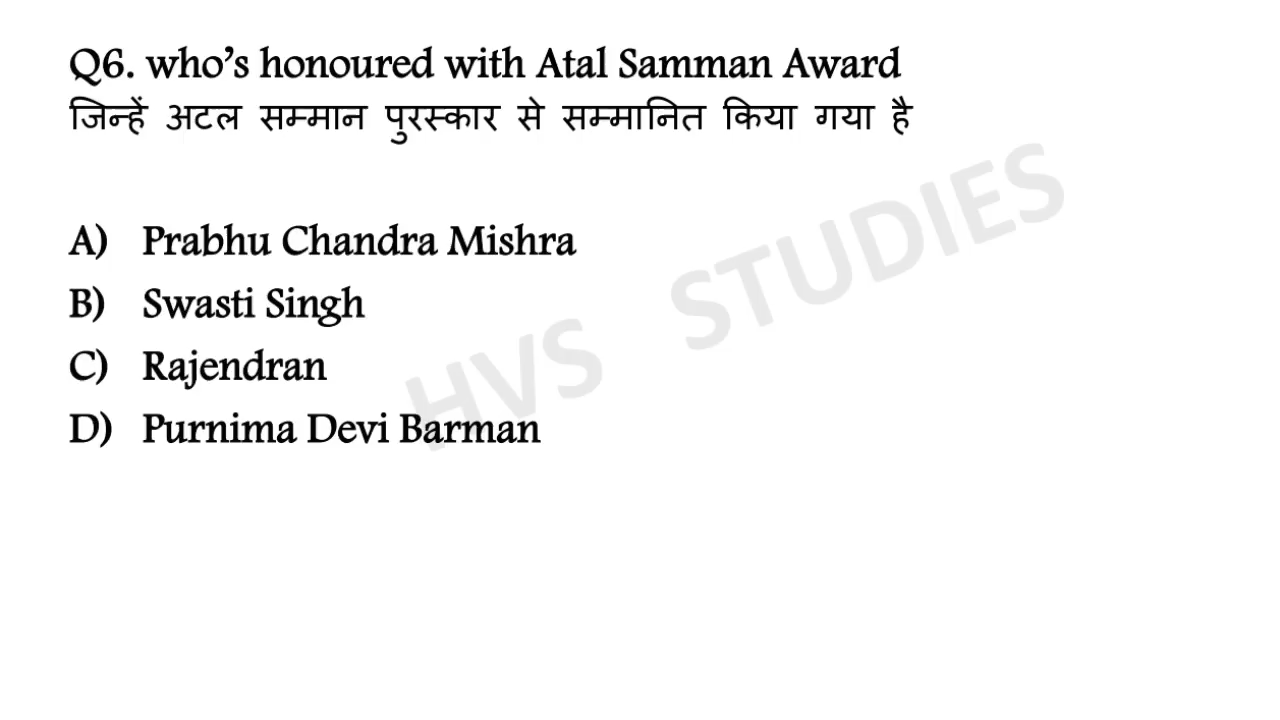 Q6. who's honoured with Atal Samman Award
जिन्हें अटल सम्मान पुरस्कार से सम्मानित किया गया है
A) Prabhu Chandra Mishra
B) Swasti Singh
C) Rajendran
D) Purnima Devi Barman
HVS STUDIES